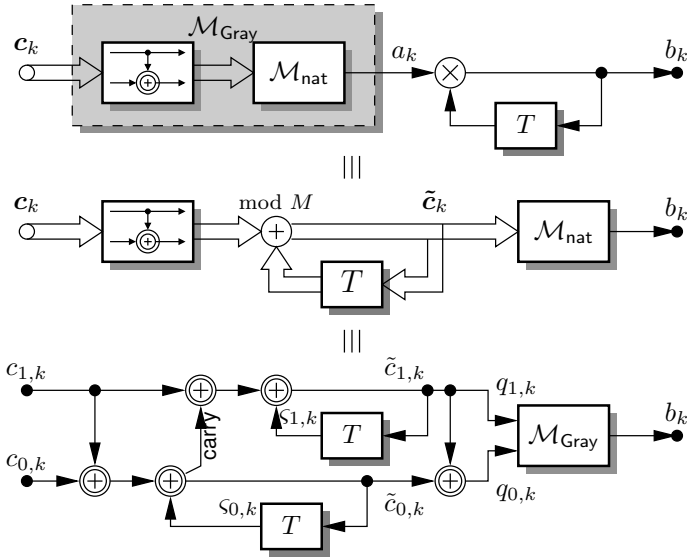 𝓜_Gray
𝒄_k 𝓜_nat a_k × b_k
T
|||
mod M
𝒄_k + 𝒄̃_k 𝓜_nat b_k
T
|||
c_{1,k} c̃_{1,k} q_{1,k}
ς_{1,k} T
carry
𝓜_Gray b_k
c_{0,k} c̃_{0,k} q_{0,k}
ς_{0,k} T